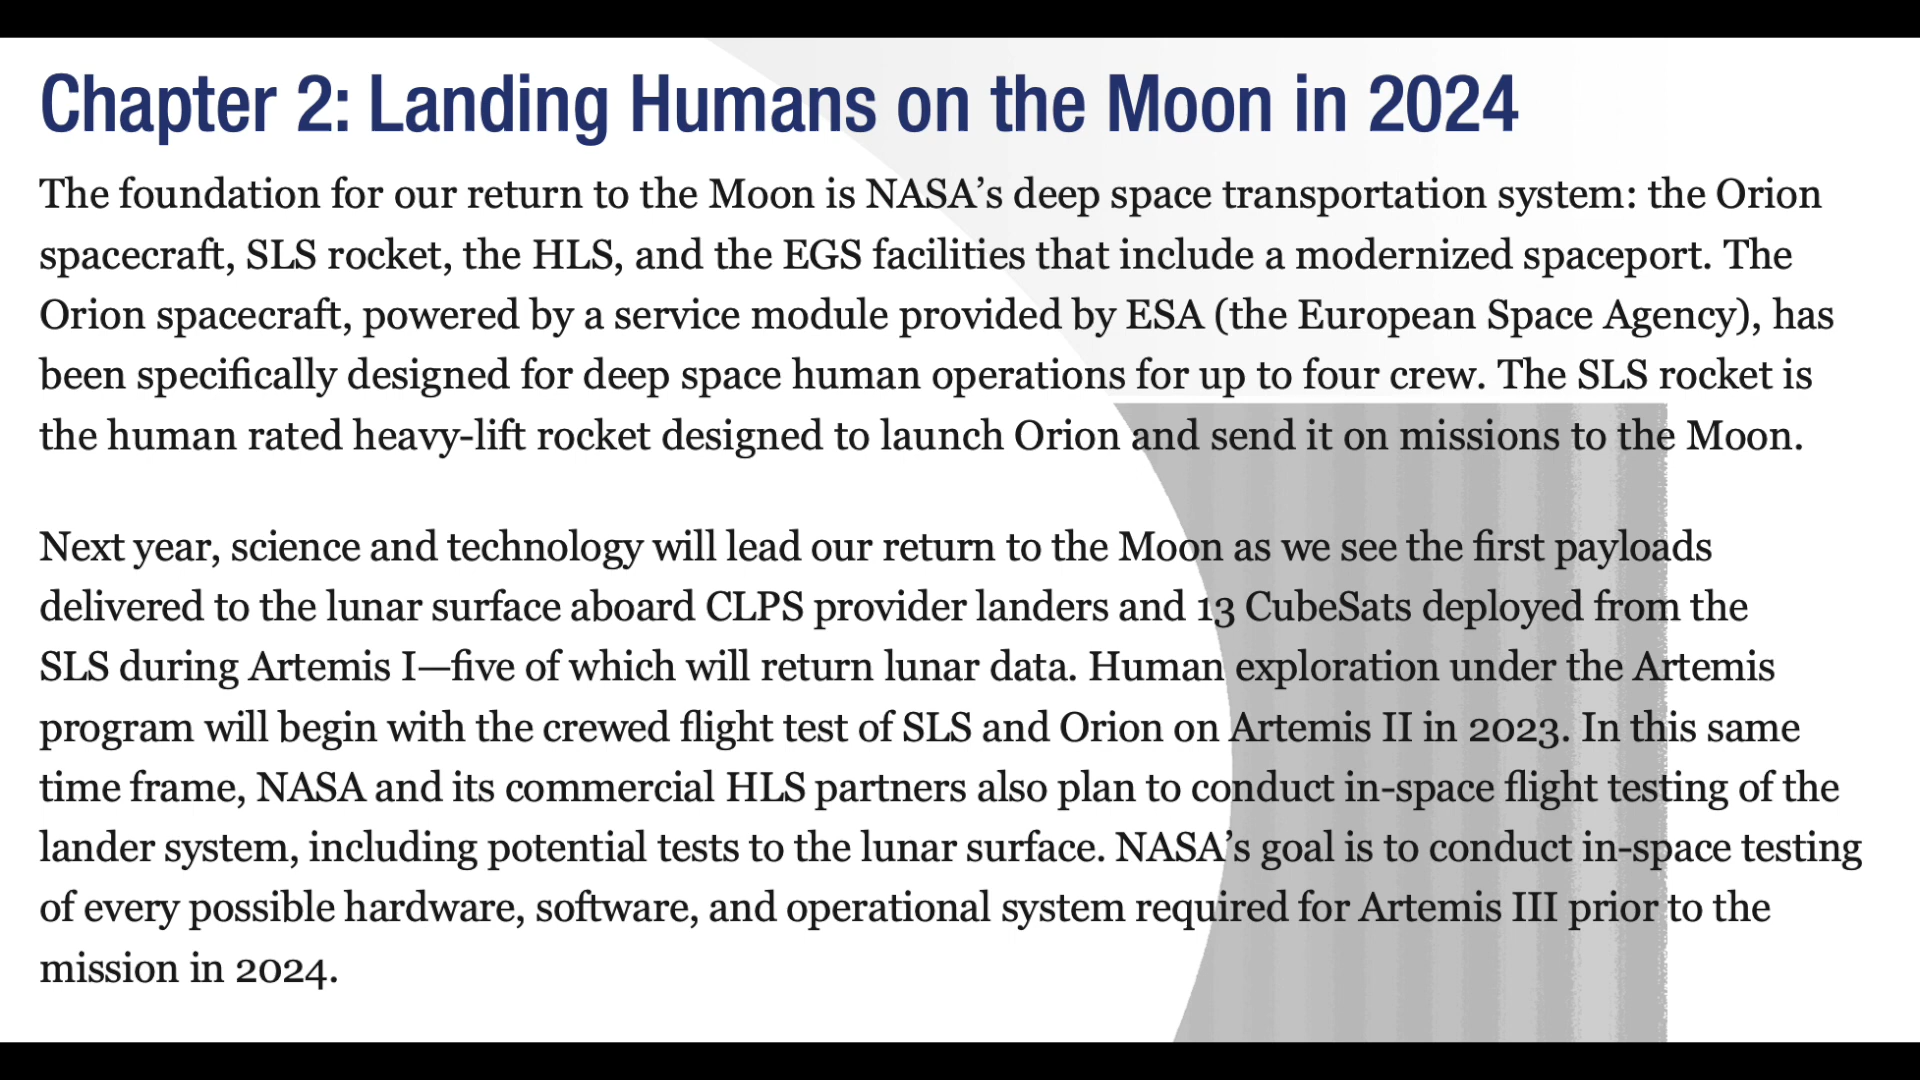 Chapter 2: Landing Humans on the Moon in 2024
The foundation for our return to the Moon is NASA’s deep space transportation system: the Orion
spacecraft, SLS rocket, the HLS, and the EGS facilities that include a modernized spaceport. The
Orion spacecraft, powered by a service module provided by ESA (the European Space Agency), has
been specifically designed for deep space human operations for up to four crew. The SLS rocket is
the human rated heavy-lift rocket designed to launch Orion and send it on missions to the Moon.
Next year, science and technology will lead our return to the Moon as we see the first payloads
delivered to the lunar surface aboard CLPS provider landers and 13 CubeSats deployed from the
SLS during Artemis I—five of which will return lunar data. Human exploration under the Artemis
program will begin with the crewed flight test of SLS and Orion on Artemis II in 2023. In this same
time frame, NASA and its commercial HLS partners also plan to conduct in-space flight testing of the
lander system, including potential tests to the lunar surface. NASA’s goal is to conduct in-space testing
of every possible hardware, software, and operational system required for Artemis III prior to the
mission in 2024.